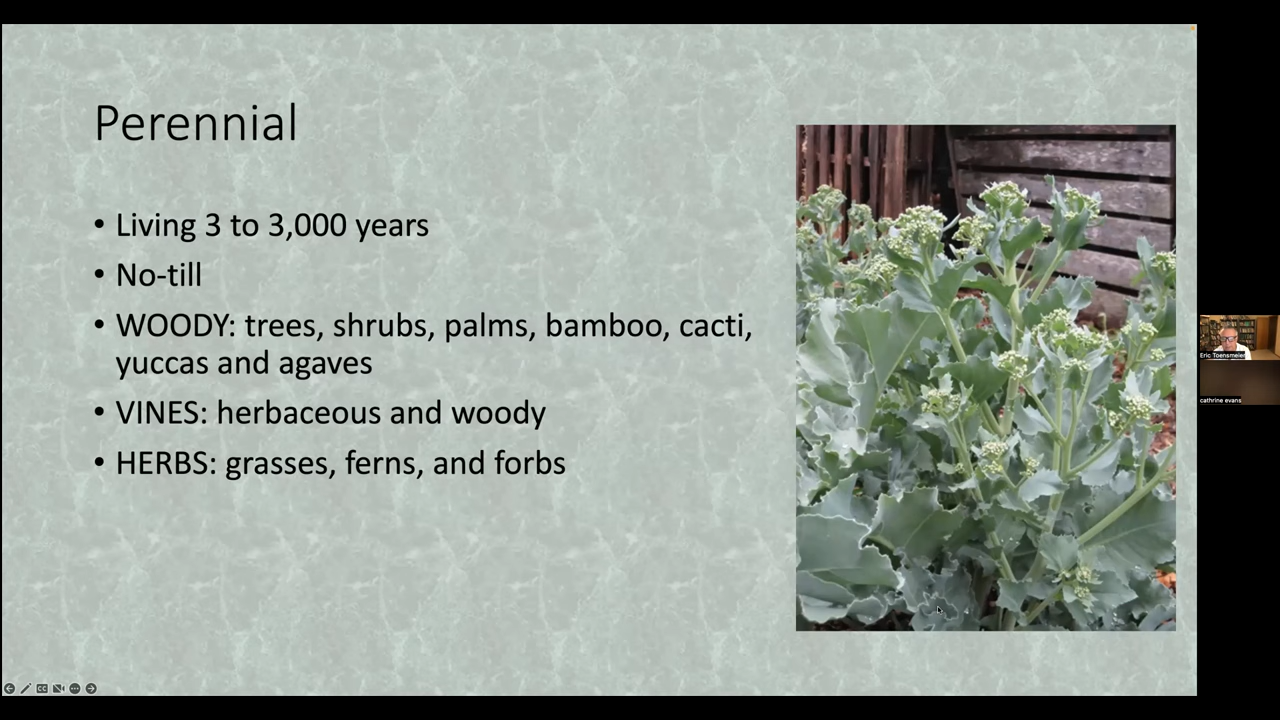 Perennial
• Living 3 to 3,000 years
• No-till
• WOODY: trees, shrubs, palms, bamboo, cacti,
yuccas and agaves
• VINES: herbaceous and woody
• HERBS: grasses, ferns, and forbs
Eric Toensmeier
cathrine evans
CC